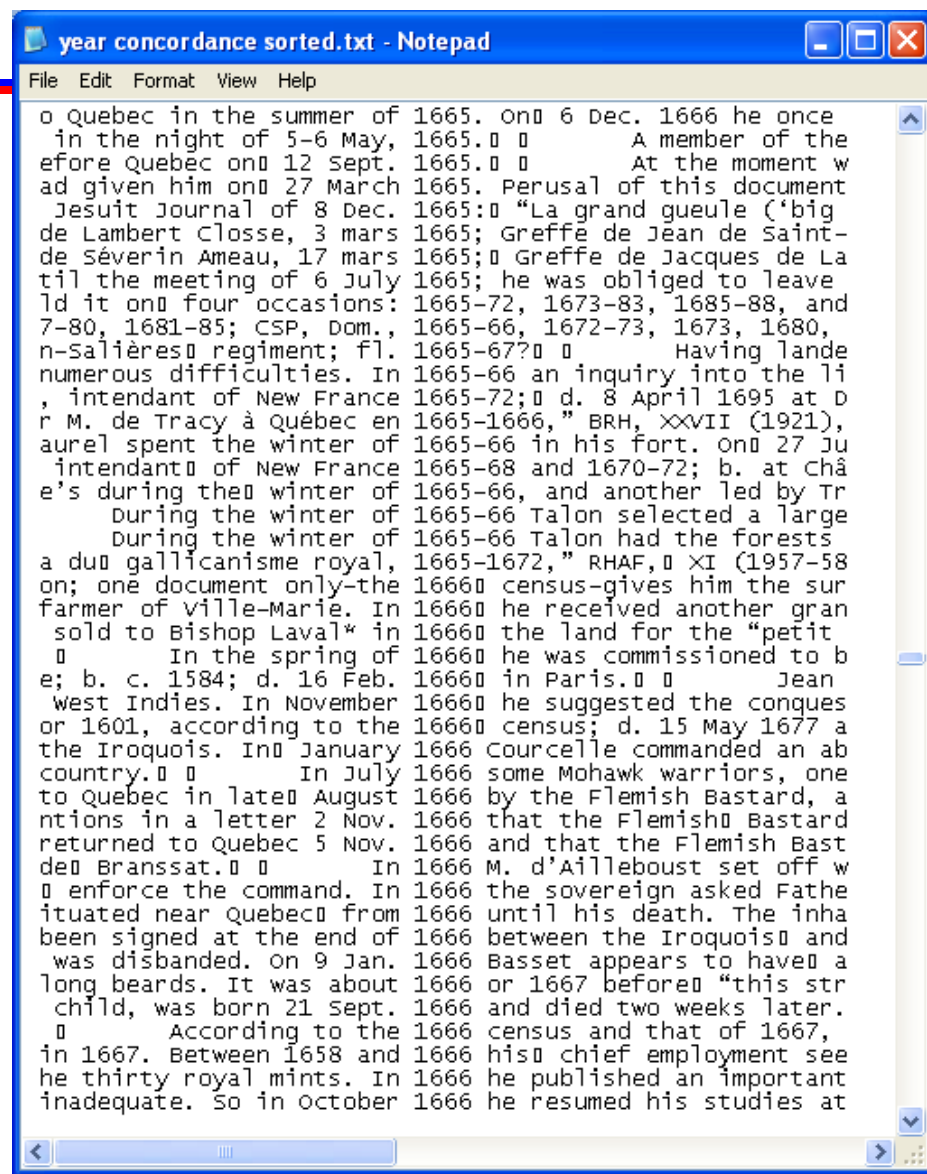 year concordance sorted.txt - Notepad
File Edit Format View Help
o Quebec in the summer of 1665. On▯ 6 Dec. 1666 he once
in the night of 5-6 May, 1665.▯ ▯ A member of the
efore Quebec on▯ 12 Sept. 1665.▯ ▯ At the moment w
ad given him on▯ 27 March 1665. Perusal of this document
Jesuit Journal of 8 Dec. 1665:▯ “La grand gueule (‘big
de Lambert Closse, 3 mars 1665; Greffe de Jean de Saint-
de Séverin Ameau, 17 mars 1665;▯ Greffe de Jacques de La
til the meeting of 6 July 1665; he was obliged to leave
ld it on▯ four occasions: 1665-72, 1673-83, 1685-88, and
7-80, 1681-85; CSP, Dom., 1665-66, 1672-73, 1673, 1680,
n-Salières▯ regiment; fl. 1665-67?▯ ▯ Having lande
numerous difficulties. In 1665-66 an inquiry into the li
, intendant of New France 1665-72;▯ d. 8 April 1695 at D
r M. de Tracy à Québec en 1665-1666,” BRH, XXVII (1921),
aurel spent the winter of 1665-66 in his fort. On▯ 27 Ju
intendant▯ of New France 1665-68 and 1670-72; b. at Châ
e's during the▯ winter of 1665-66, and another led by Tr
During the winter of 1665-66 Talon selected a large
During the winter of 1665-66 Talon had the forests
a du▯ gallicanisme royal, 1665-1672,” RHAF,▯ XI (1957-58
on; one document only–the 1666▯ census–gives him the sur
farmer of Ville-Marie. In 1666▯ he received another gran
sold to Bishop Laval* in 1666▯ the land for the “petit
▯ In the spring of 1666▯ he was commissioned to b
e; b. c. 1584; d. 16 Feb. 1666▯ in Paris.▯ ▯ Jean
West Indies. In November 1666▯ he suggested the conques
or 1601, according to the 1666▯ census; d. 15 May 1677 a
the Iroquois. In▯ January 1666 Courcelle commanded an ab
country.▯ ▯ In July 1666 some Mohawk warriors, one
to Quebec in late▯ August 1666 by the Flemish Bastard, a
ntions in a letter 2 Nov. 1666 that the Flemish▯ Bastard
returned to Quebec 5 Nov. 1666 and that the Flemish Bast
de▯ Branssat.▯ ▯ In 1666 M. d'Ailleboust set off w
▯ enforce the command. In 1666 the sovereign asked Fathe
ituated near Quebec▯ from 1666 until his death. The inha
been signed at the end of 1666 between the Iroquois▯ and
was disbanded. On 9 Jan. 1666 Basset appears to have▯ a
long beards. It was about 1666 or 1667 before▯ “this str
child, was born 21 Sept. 1666 and died two weeks later.
▯ According to the 1666 census and that of 1667,
in 1667. Between 1658 and 1666 his▯ chief employment see
he thirty royal mints. In 1666 he published an important
inadequate. So in October 1666 he resumed his studies at